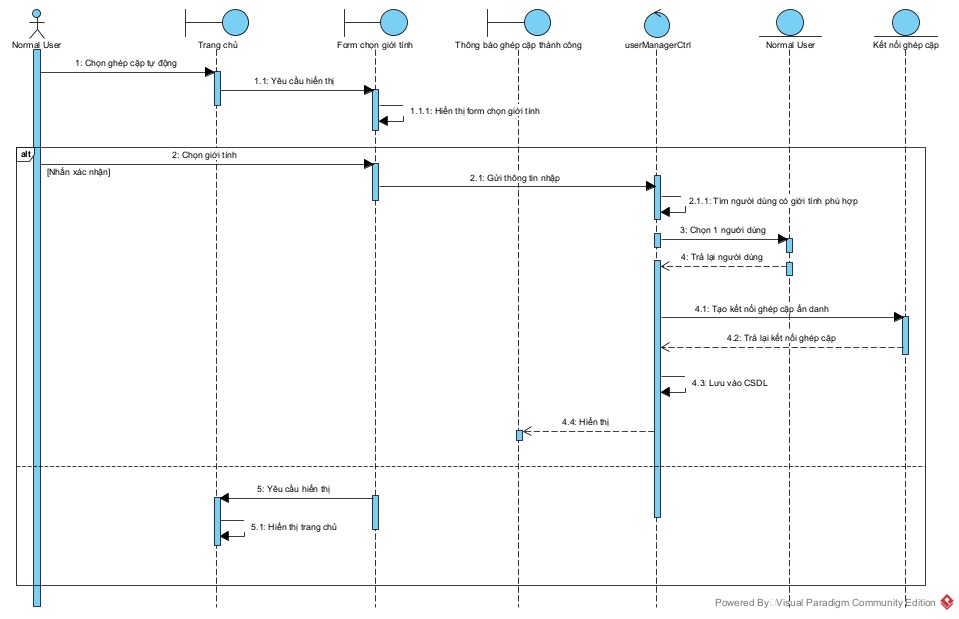 Normal User
Trang chủ
Form chọn giới tính
Thông báo ghép cặp thành công
userManagerCtrl
Normal User
Kết nối ghép cặp
1: Chọn ghép cặp tự động
1.1: Yêu cầu hiển thị
1.1.1: Hiển thị form chọn giới tính
alt
2: Chọn giới tính
[Nhấn xác nhận]
2.1: Gửi thông tin nhập
2.1.1: Tìm người dùng có giới tính phù hợp
3: Chọn 1 người dùng
4: Trả lại người dùng
4.1: Tạo kết nối ghép cặp ẩn danh
4.2: Trả lại kết nối ghép cặp
4.3: Lưu vào CSDL
4.4: Hiển thị
5: Yêu cầu hiển thị
5.1: Hiển thị trang chủ
Powered By Visual Paradigm Community Edition